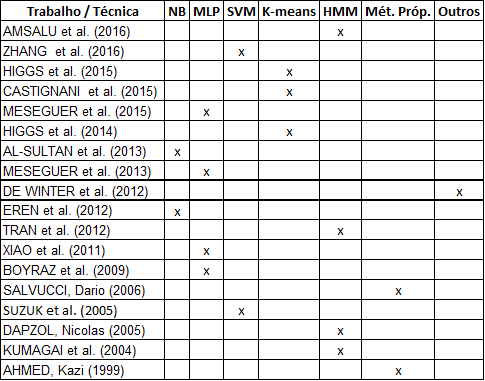 Trabalho / Técnica NB MLP SVM K-means HMM Mét. Próp. Outros
AMSALU et al. (2016) x
ZHANG et al. (2016) x
HIGGS et al. (2015) x
CASTIGNANI et al. (2015) x
MESEGUER et al. (2015) x
HIGGS et al. (2014) x
AL-SULTAN et al. (2013) x
MESEGUER et al. (2013) x
DE WINTER et al. (2012) x
EREN et al. (2012) x
TRAN et al. (2012) x
XIAO et al. (2011) x
BOYRAZ et al. (2009) x
SALVUCCI, Dario (2006) x
SUZUK et al. (2005) x
DAPZOL, Nicolas (2005) x
KUMAGAI et al. (2004) x
AHMED, Kazi (1999) x